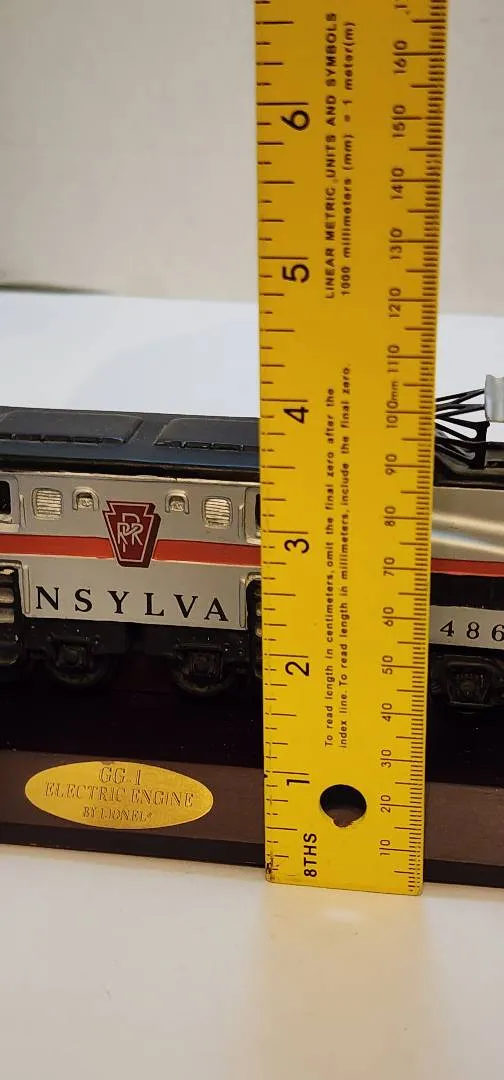 6
5
4
3
2
1
8THS
LINEAR METRIC UNITS AND SYMBOLS
1000 millimeters (mm) = 1 meter(m)
To read length in centimeters, omit the final zero after the
index line. To read length in millimeters, include the final zero.
160
150
140
130
120
110
100mm
90
80
70
60
50
40
30
20
10
PRR
NSYLVA
486
GG-1
ELECTRIC ENGINE
BY LIONEL®